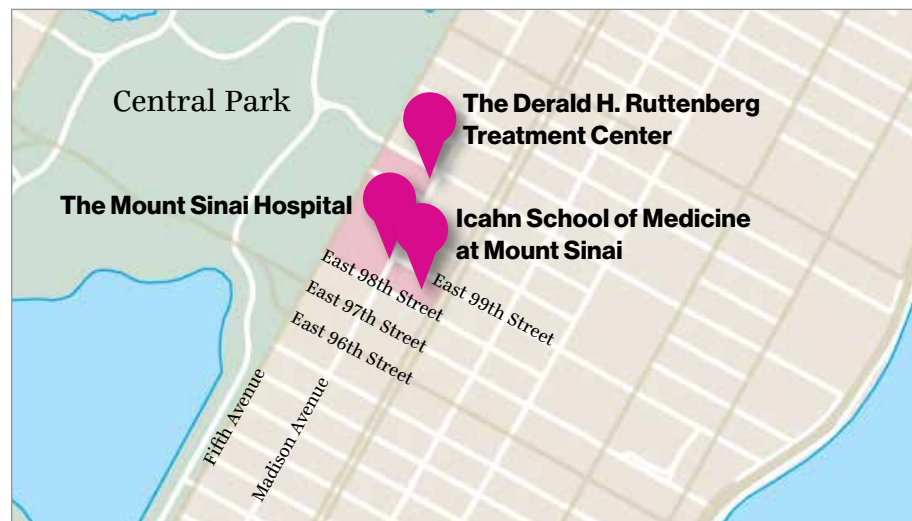 Central Park
The Derald H. Ruttenberg
Treatment Center
The Mount Sinai Hospital
Icahn School of Medicine
at Mount Sinai
East 98th Street
East 99th Street
East 97th Street
East 96th Street
Fifth Avenue
Madison Avenue